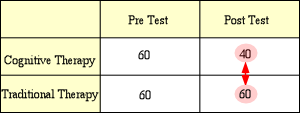 Pre Test Post Test
Cognitive Therapy 60 40
Traditional Therapy 60 60